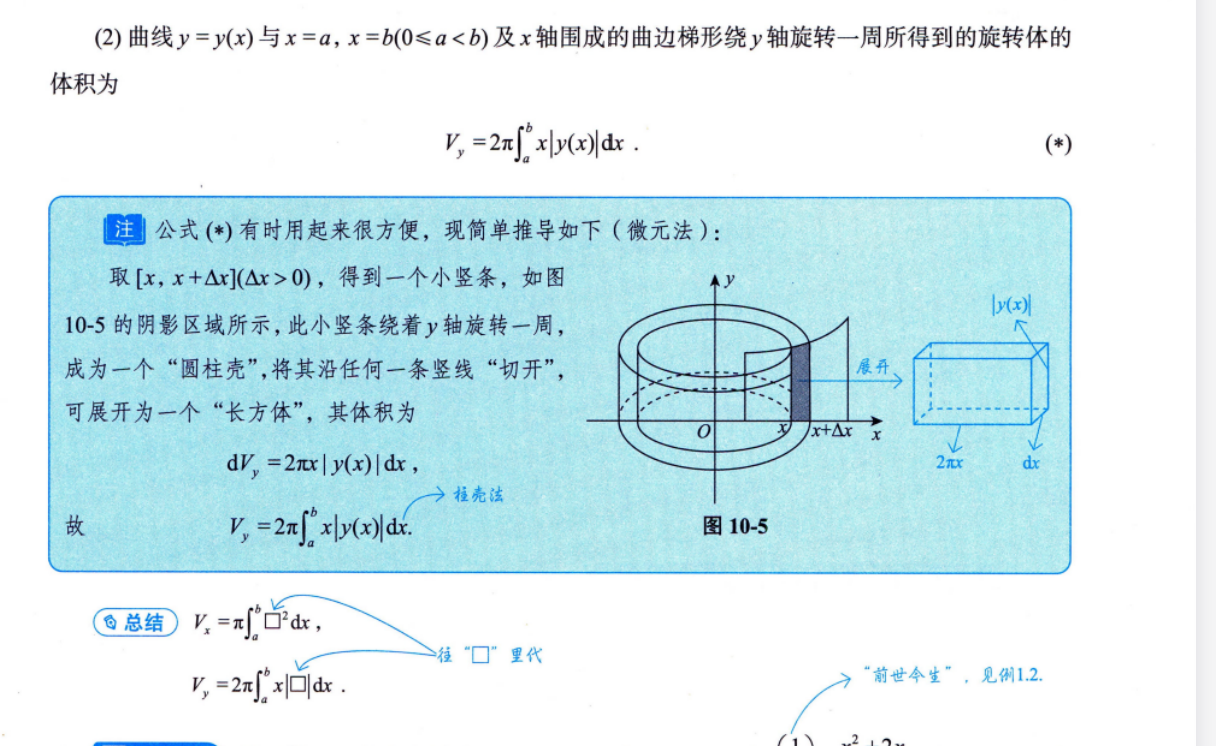 (2) 曲线 y = y(x) 与 x = a, x = b(0 ⩽ a < b) 及 x 轴围成的曲边梯形绕 y 轴旋转一周所得到的旋转体的
体积为
V_y = 2π∫_a^b x|y(x)|dx . (*)
注 公式 (*) 有时用起来很方便，现简单推导如下（微元法）：
取 [x, x+Δx](Δx > 0)，得到一个小竖条，如图
10-5 的阴影区域所示，此小竖条绕着 y 轴旋转一周，
成为一个“圆柱壳”，将其沿任何一条竖线“切开”，
可展开为一个“长方体”，其体积为
dV_y = 2πx|y(x)|dx ,
柱壳法
故 V_y = 2π∫_a^b x|y(x)|dx.
y
|y(x)|
展开
O x x+Δx x
2πx dx
图 10-5
总结 V_x = π∫_a^b □² dx ,
往“□”里代
V_y = 2π∫_a^b x|□|dx .
“前世今生”，见例1.2.